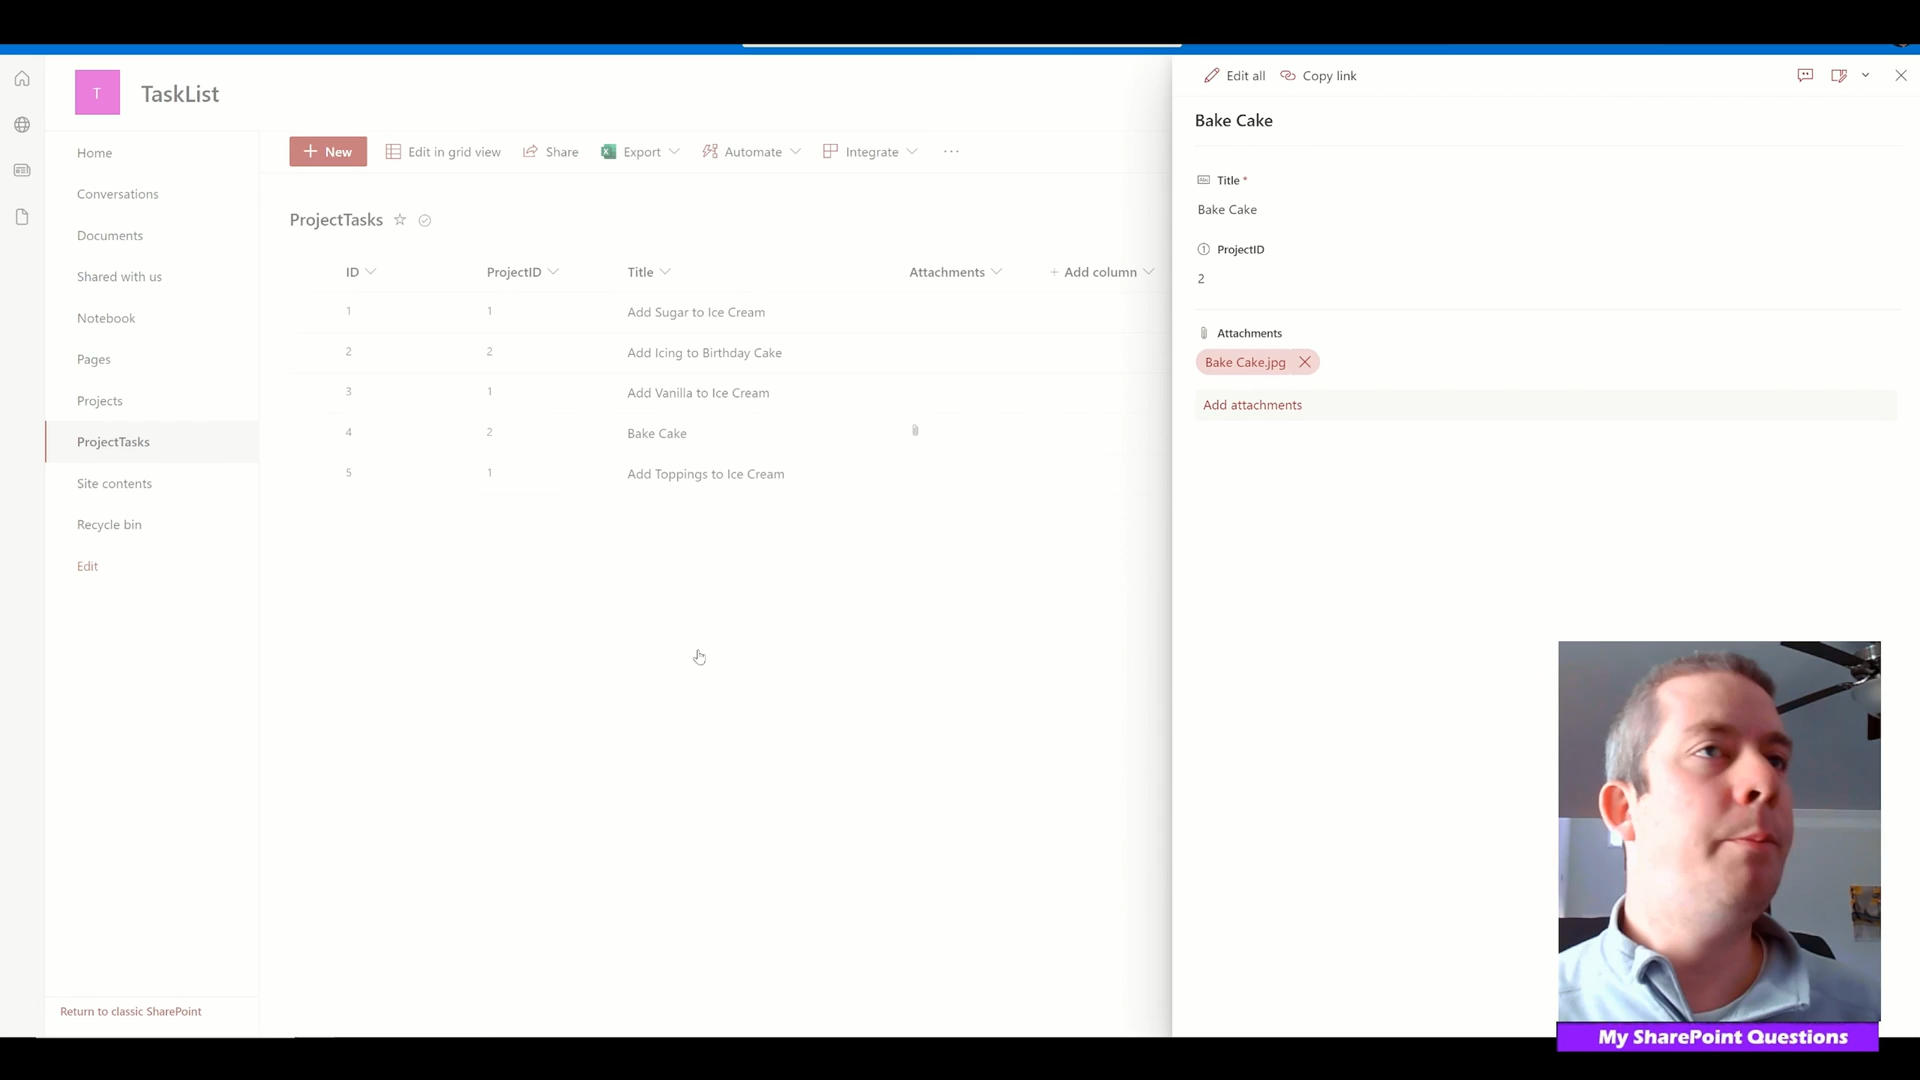 T
TaskList
Home
Conversations
Documents
Shared with us
Notebook
Pages
Projects
ProjectTasks
Site contents
Recycle bin
Edit
Return to classic SharePoint
New
Edit in grid view
Share
Export
Automate
Integrate
ProjectTasks
ID ProjectID Title Attachments + Add column
1 1 Add Sugar to Ice Cream
2 2 Add Icing to Birthday Cake
3 1 Add Vanilla to Ice Cream
4 2 Bake Cake
5 1 Add Toppings to Ice Cream
Edit all
Copy link
Bake Cake
Title *
Bake Cake
ProjectID
2
Attachments
Bake Cake.jpg
Add attachments
My SharePoint Questions